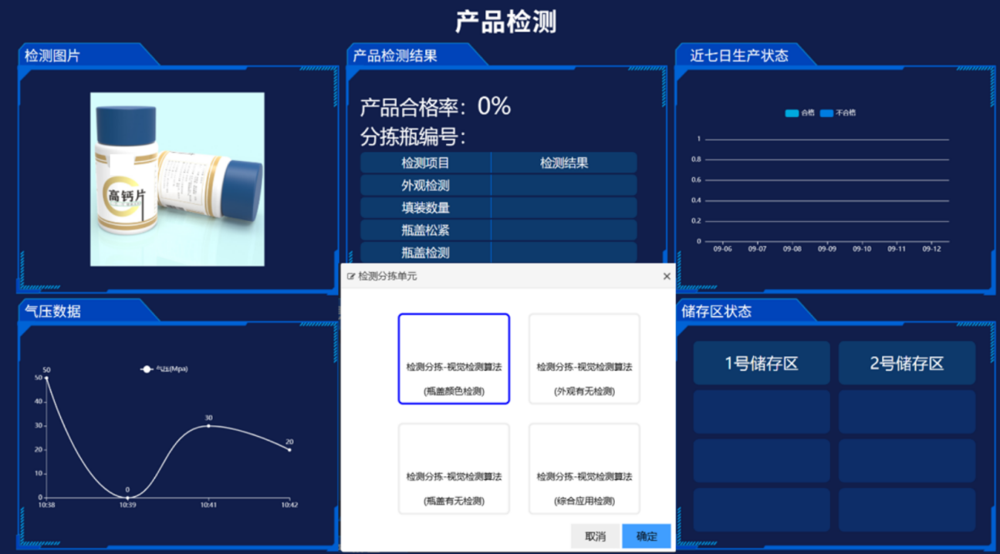 产品检测
检测图片
高钙片
产品检测结果
产品合格率：0%
分拣瓶编号：
检测项目 检测结果
外观检测
填装数量
瓶盖松紧
瓶盖检测
近七日生产状态
合格 不合格
1
0.8
0.6
0.4
0.2
0
09-06 09-07 09-08 09-09 09-10 09-11 09-12
气压数据
气压(Mpa)
50
50
40
30
20
10
0
0
30
20
10:38 10:39 10:41 10:42
检测分拣单元
检测分拣-视觉检测算法
(瓶盖颜色检测)
检测分拣-视觉检测算法
(外观有无检测)
检测分拣-视觉检测算法
(瓶盖有无检测)
检测分拣-视觉检测算法
(综合应用检测)
取消 确定
储存区状态
1号储存区 2号储存区